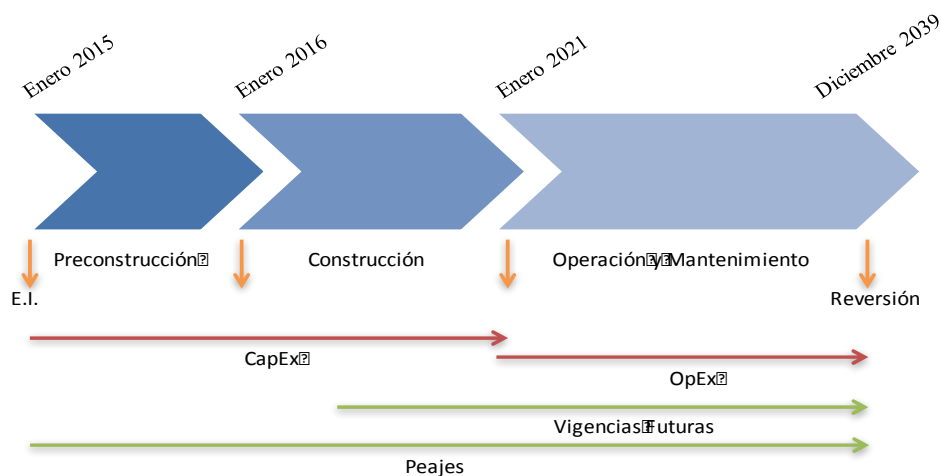 Enero 2015
Enero 2016
Enero 2021
Diciembre 2039
Preconstrucción
Construcción
Operación y Mantenimiento
E.I.
Reversión
CapEx
OpEx
Vigencias Futuras
Peajes